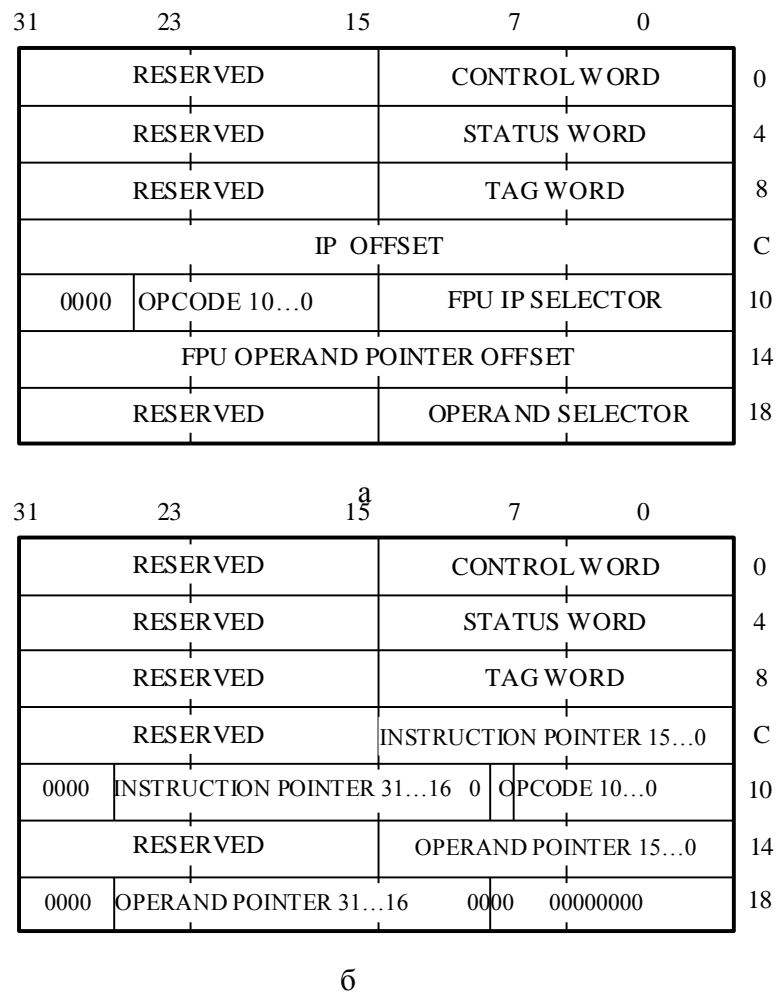 31 23 15 7 0
RESERVED CONTROL WORD 0
RESERVED STATUS WORD 4
RESERVED TAG WORD 8
IP OFFSET C
0000 OPCODE 10...0 FPU IP SELECTOR 10
FPU OPERAND POINTER OFFSET 14
RESERVED OPERAND SELECTOR 18
а
31 23 15 7 0
RESERVED CONTROL WORD 0
RESERVED STATUS WORD 4
RESERVED TAG WORD 8
RESERVED INSTRUCTION POINTER 15...0 C
0000 INSTRUCTION POINTER 31...16 0 OPCODE 10...0 10
RESERVED OPERAND POINTER 15...0 14
0000 OPERAND POINTER 31...16 0000 00000000 18
б